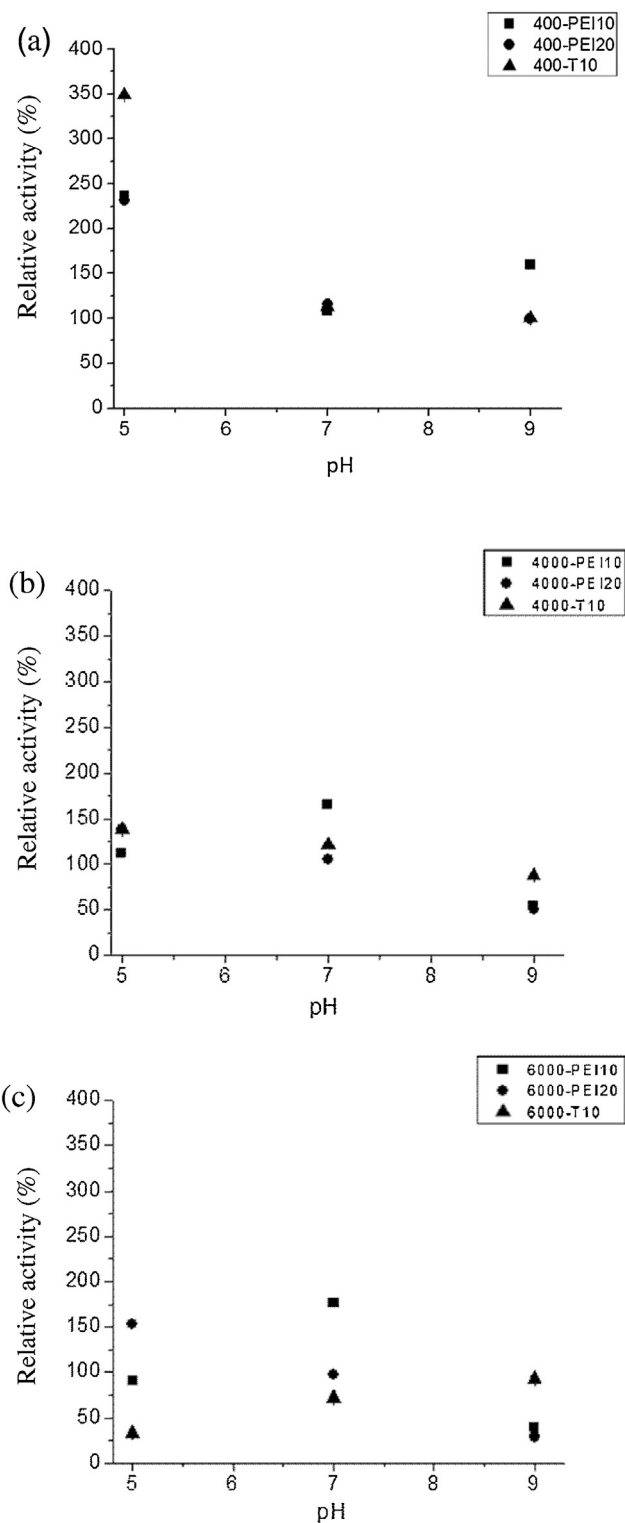 (a)
400-PEI10
400-PEI20
400-T10
400
350
300
250
200
150
100
50
0
Relative activity (%)
5 6 7 8 9
pH
(b)
4000-PEI10
4000-PEI20
4000-T10
400
350
300
250
200
150
100
50
0
Relative activity (%)
5 6 7 8 9
pH
(c)
6000-PEI10
6000-PEI20
6000-T10
400
350
300
250
200
150
100
50
0
Relative activity (%)
5 6 7 8 9
pH